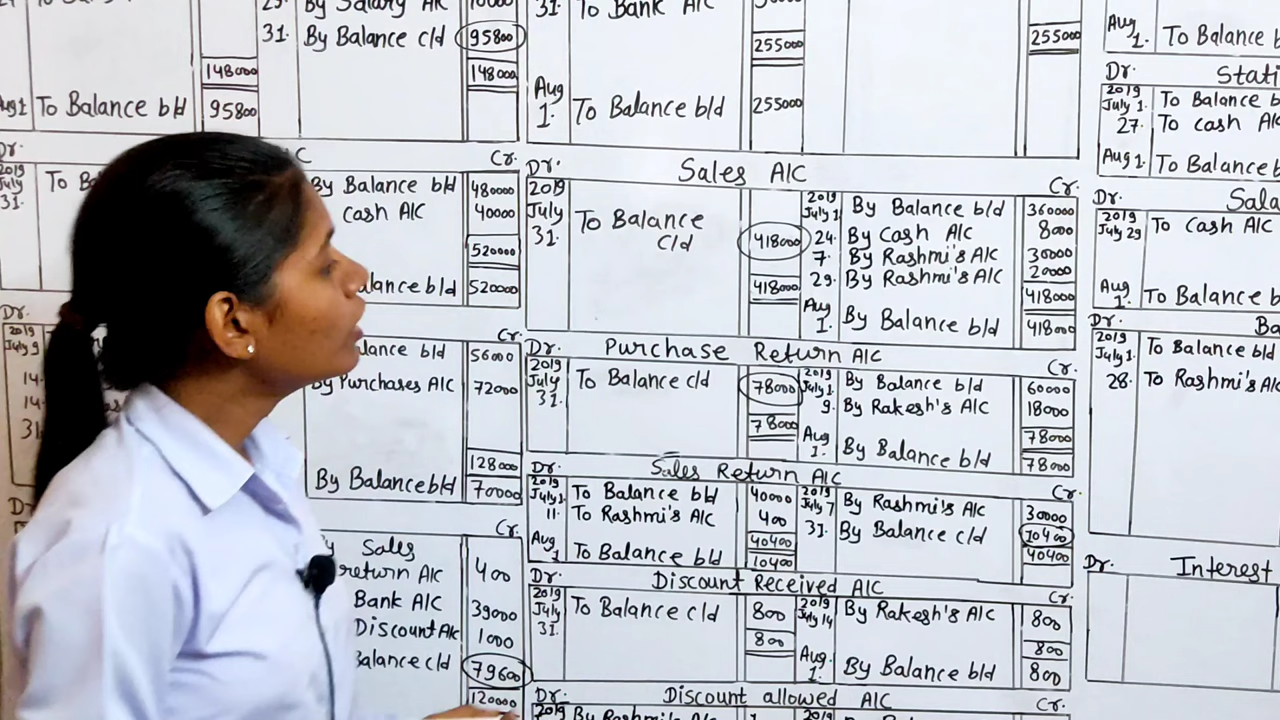 By Salary A/C 10000
31. By Balance c/d 95800
148000 148000
Aug 1 To Balance b/d 95800
31. To Bank A/C
255000 255000
Aug 1. To Balance b/d 255000
Aug 1. To Balance b
Dr. Stati
2019 July 1. To Balance b
27. To cash A/C
Aug 1. To Balance b
Dr. Cr.
2019 July 31. To B By Balance b/d 480000
cash A/C 40000
520000
alance b/d 520000
Dr. Sales A/C Cr.
2019 July 31. To Balance c/d 418000 2019 July 1 By Balance b/d 360000
24. By Cash A/C 8000
7. By Rashmi's A/C 30000
29. By Rashmi's A/C 20000
418000 418000
Aug 1. By Balance b/d 418000
Dr. Sala
2019 July 29 To Cash A/C
Aug 1. To Balance b
Dr. Cr.
2019 July 9 lance b/d 56000
14. By Purchases A/C 72000
14.
31
128000
By Balance b/d 70000
Dr. Purchase Return A/C Cr.
2019 July 31. To Balance c/d 78000 2019 July 1. By Balance b/d 60000
9. By Rakesh's A/C 18000
78000 78000
Aug 1. By Balance b/d 78000
Dr. Ba
2019 July 1. To Balance b/d
28. To Rashmi's A/C
Dr. Sales Return A/C Cr.
2019 July 1. To Balance b/d 40000 2019 July 7 By Rashmi's A/C 30000
11. To Rashmi's A/C 400 31. By Balance c/d 10400
40400 40400
Aug 1 To Balance b/d 10400
Cr.
Sales return A/C 400
Bank A/C 39000
Discount A/c 1000
Balance c/d 79600
120000
Dr. Discount Received A/C Cr.
2019 July 31. To Balance c/d 800 2019 July 14 By Rakesh's A/C 800
800 800
Aug. 1. By Balance b/d 800
Dr. Interest
Dr. Discount allowed A/C Cr.
2019 2019